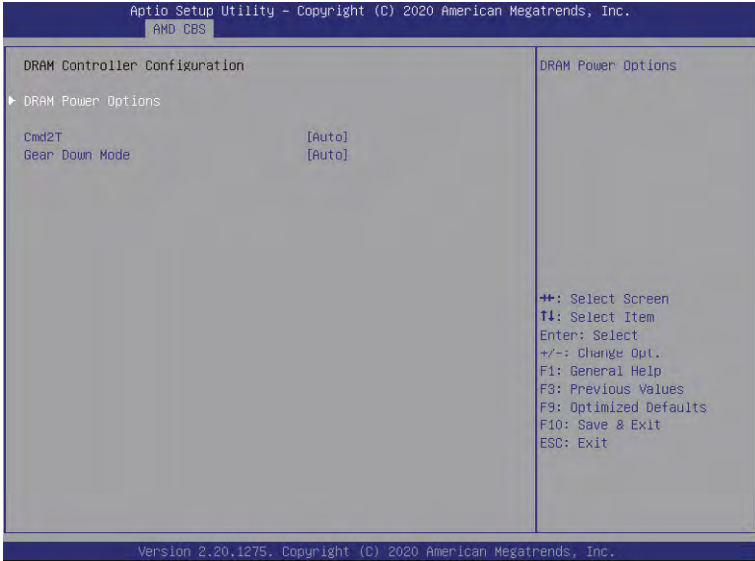 Aptio Setup Utility – Copyright (C) 2020 American Megatrends, Inc.
AMD CBS
DRAM Controller Configuration
DRAM Power Options
Cmd2T [Auto]
Gear Down Mode [Auto]
DRAM Power Options
→←: Select Screen
↑↓: Select Item
Enter: Select
+/-: Change Opt.
F1: General Help
F3: Previous Values
F9: Optimized Defaults
F10: Save & Exit
ESC: Exit
Version 2.20.1275. Copyright (C) 2020 American Megatrends, Inc.